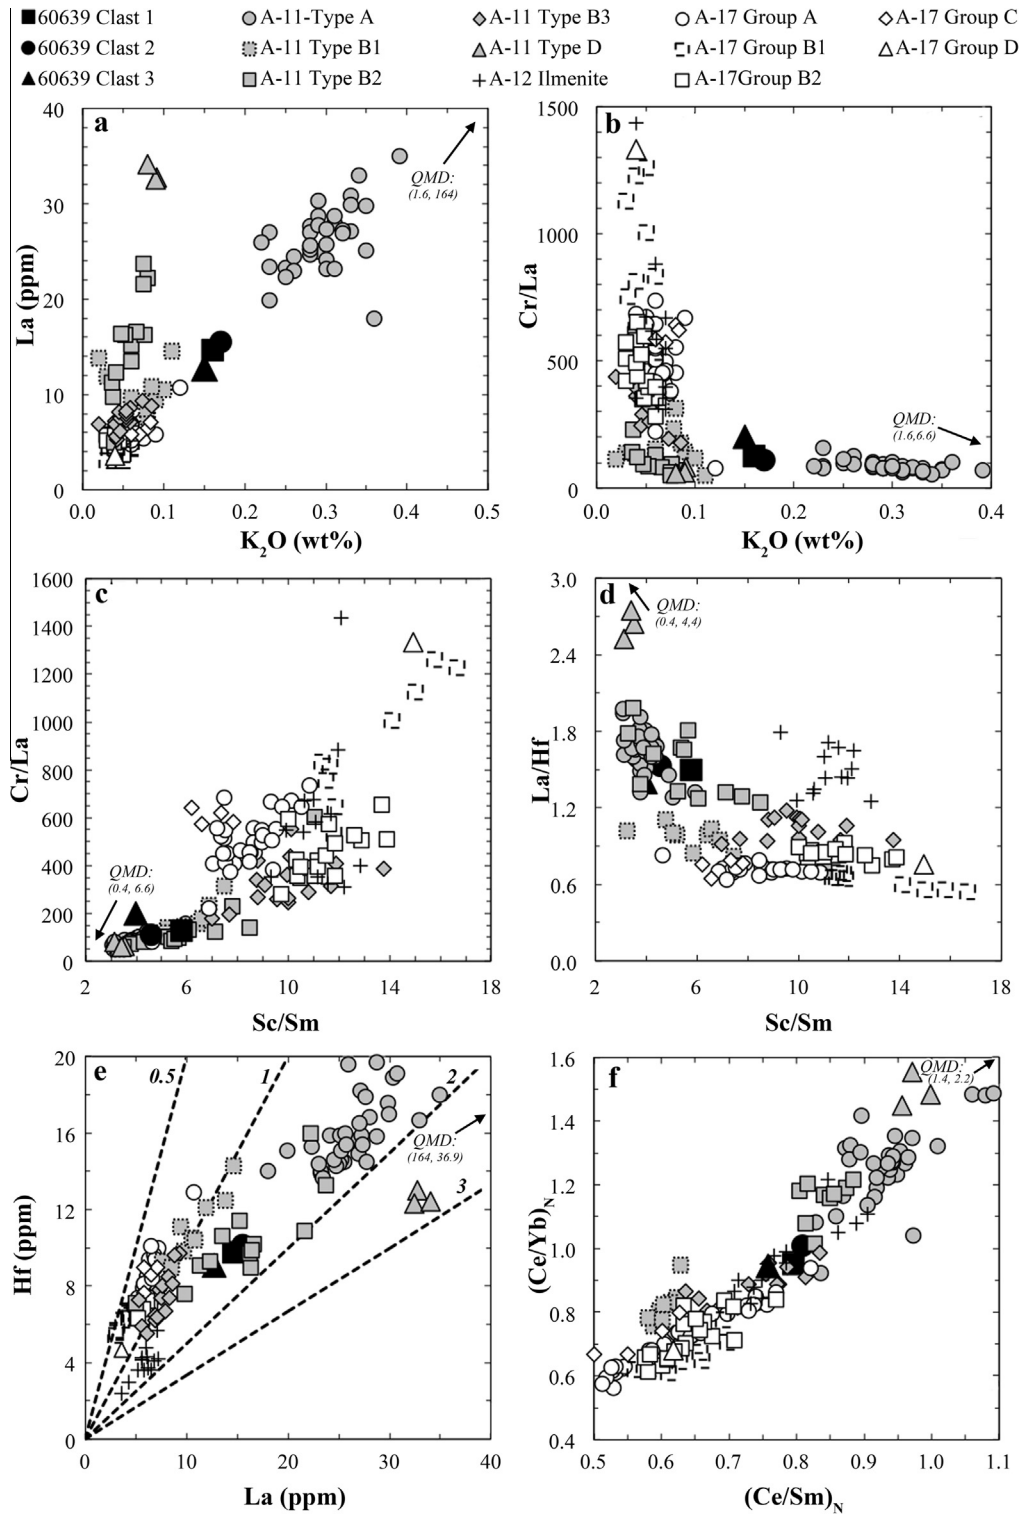 60639 Clast 1 A-11-Type A A-11 Type B3 A-17 Group A A-17 Group C
60639 Clast 2 A-11 Type B1 A-11 Type D A-17 Group B1 A-17 Group D
60639 Clast 3 A-11 Type B2 A-12 Ilmenite A-17Group B2
a
40
30
20
10
0
La (ppm)
QMD:
(1.6, 164)
0.0 0.1 0.2 0.3 0.4 0.5
K2O (wt%)
b
1500
1000
500
0
Cr/La
QMD:
(1.6,6.6)
0.0 0.1 0.2 0.3 0.4
K2O (wt%)
c
1600
1400
1200
1000
800
600
400
200
0
Cr/La
QMD:
(0.4, 6.6)
2 6 10 14 18
Sc/Sm
d
3.0
2.4
1.8
1.2
0.6
0.0
La/Hf
QMD:
(0.4, 4,4)
2 6 10 14 18
Sc/Sm
e
20
16
12
8
4
0
Hf (ppm)
0.5 1 2 3
QMD:
(164, 36.9)
0 10 20 30 40
La (ppm)
f
1.6
1.4
1.2
1.0
0.8
0.6
0.4
(Ce/Yb)N
QMD:
(1.4, 2.2)
0.5 0.6 0.7 0.8 0.9 1.0 1.1
(Ce/Sm)N